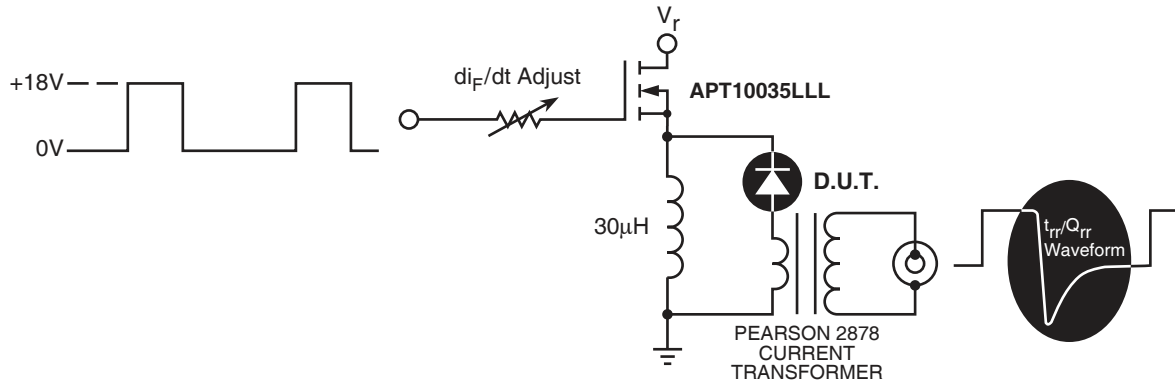 V_r
+18V
0V
di_F/dt Adjust
APT10035LLL
D.U.T.
30μH
t_rr/Q_rr
Waveform
PEARSON 2878
CURRENT
TRANSFORMER